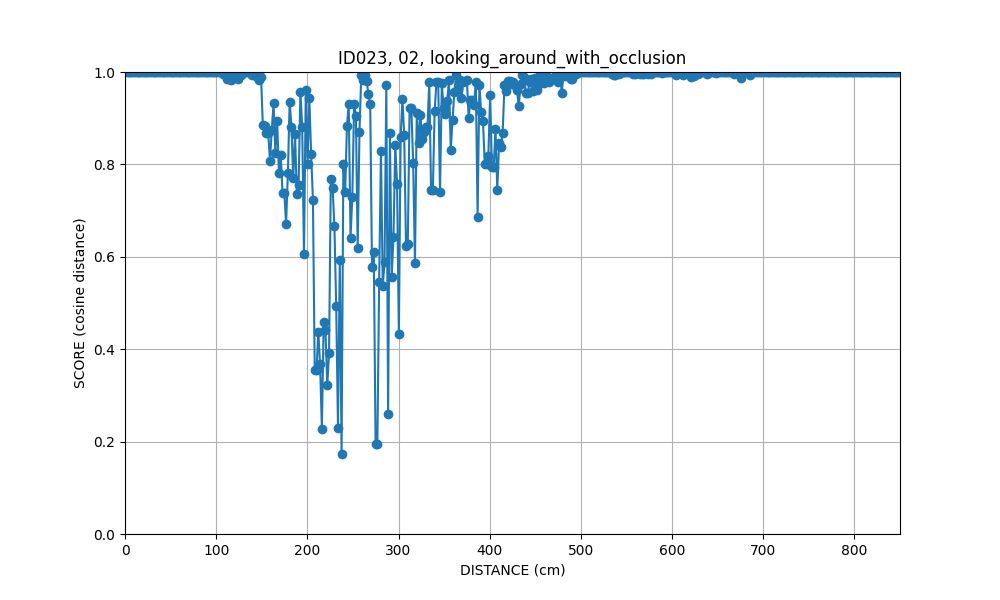 ID023, 02, looking_around_with_occlusion
1.0
0.8
0.6
0.4
0.2
0.0
SCORE (cosine distance)
0 100 200 300 400 500 600 700 800
DISTANCE (cm)